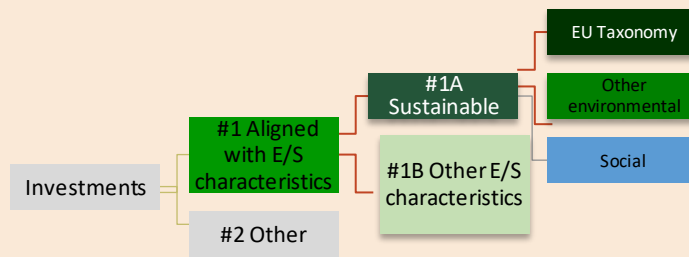 EU Taxonomy
#1A
Sustainable
Other
environmental
#1 Aligned
with E/S
characteristics
Social
#1B Other E/S
characteristics
Investments
#2 Other